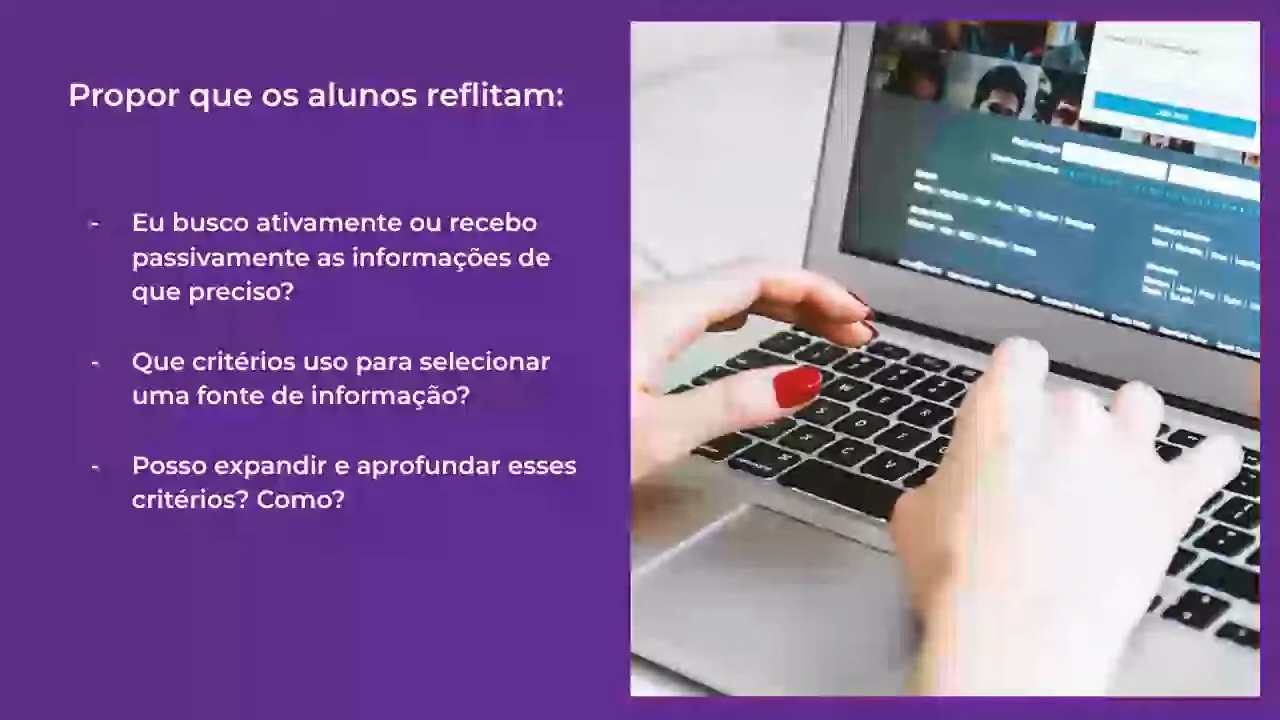 Propor que os alunos reflitam:
- Eu busco ativamente ou recebo
passivamente as informações de
que preciso?
- Que critérios uso para selecionar
uma fonte de informação?
- Posso expandir e aprofundar esses
critérios? Como?